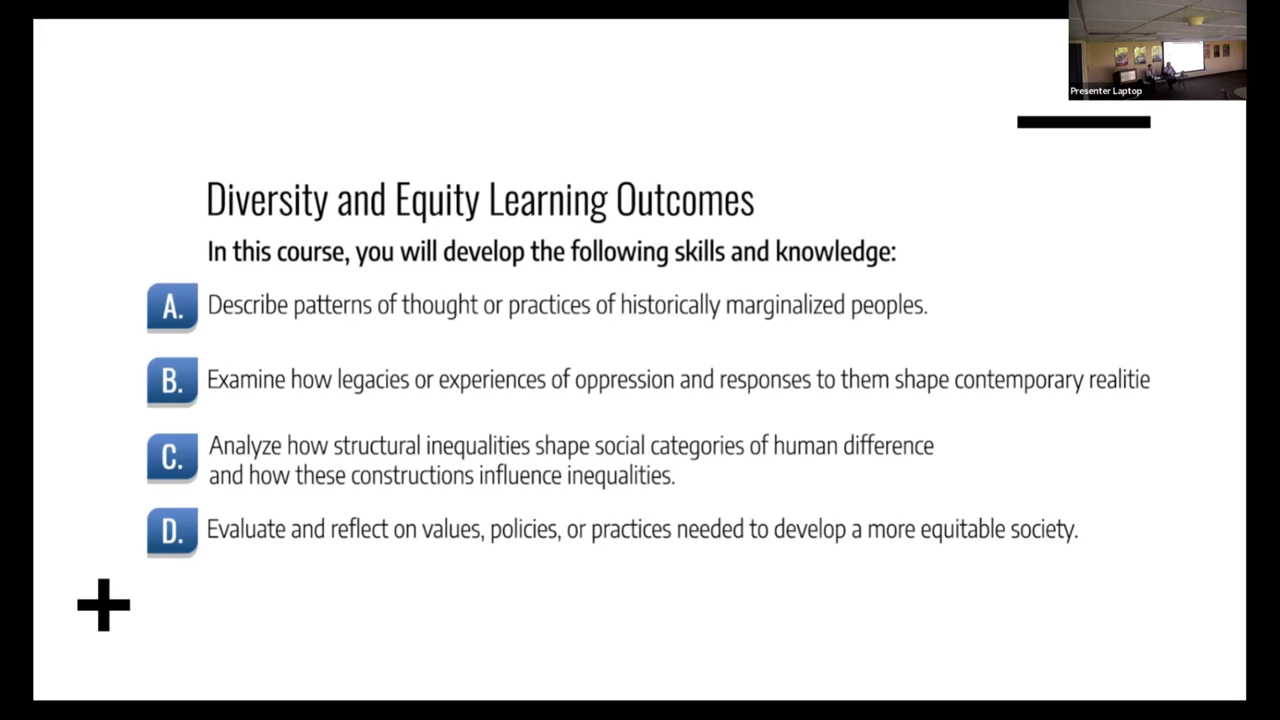 Presenter Laptop
Diversity and Equity Learning Outcomes
In this course, you will develop the following skills and knowledge:
A. Describe patterns of thought or practices of historically marginalized peoples.
B. Examine how legacies or experiences of oppression and responses to them shape contemporary realitie
C. Analyze how structural inequalities shape social categories of human difference
and how these constructions influence inequalities.
D. Evaluate and reflect on values, policies, or practices needed to develop a more equitable society.